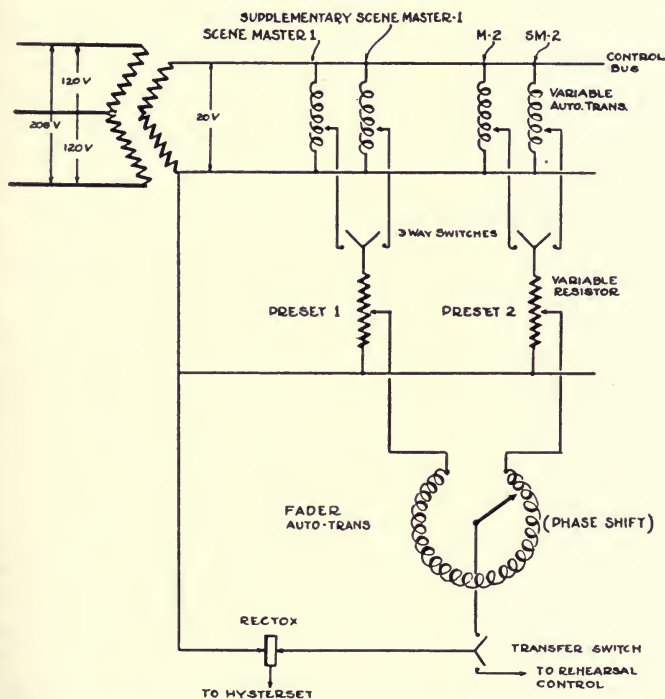 SUPPLEMENTARY SCENE MASTER-1
SCENE MASTER 1
M-2
SM-2
CONTROL
BUS
120V
208V
120V
20V
VARIABLE
AUTO. TRANS.
3 WAY SWITCHES
VARIABLE
RESISTOR
PRESET 1
PRESET 2
FADER
AUTO-TRANS
(PHASE SHIFT)
RECTOX
TRANSFER SWITCH
TO REHEARSAL
CONTROL
TO HYSTERSET